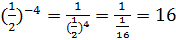 (1/2)^{-4} = 1/(1/2)^4 = 1/(1/16) = 16